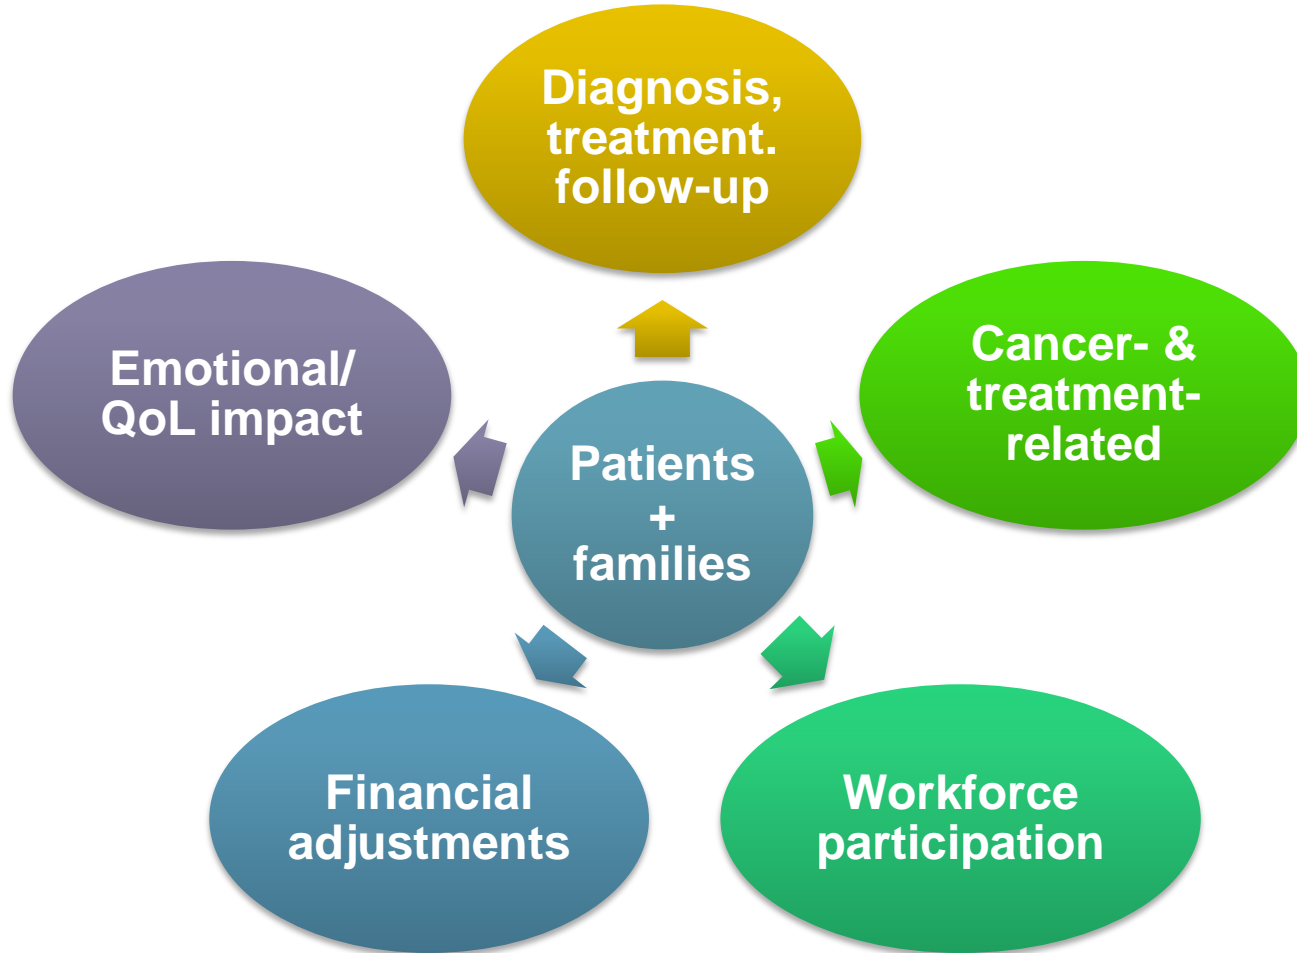 Diagnosis,
treatment.
follow-up
Emotional/
QoL impact
Cancer- &
treatment-
related
Patients
+
families
Financial
adjustments
Workforce
participation